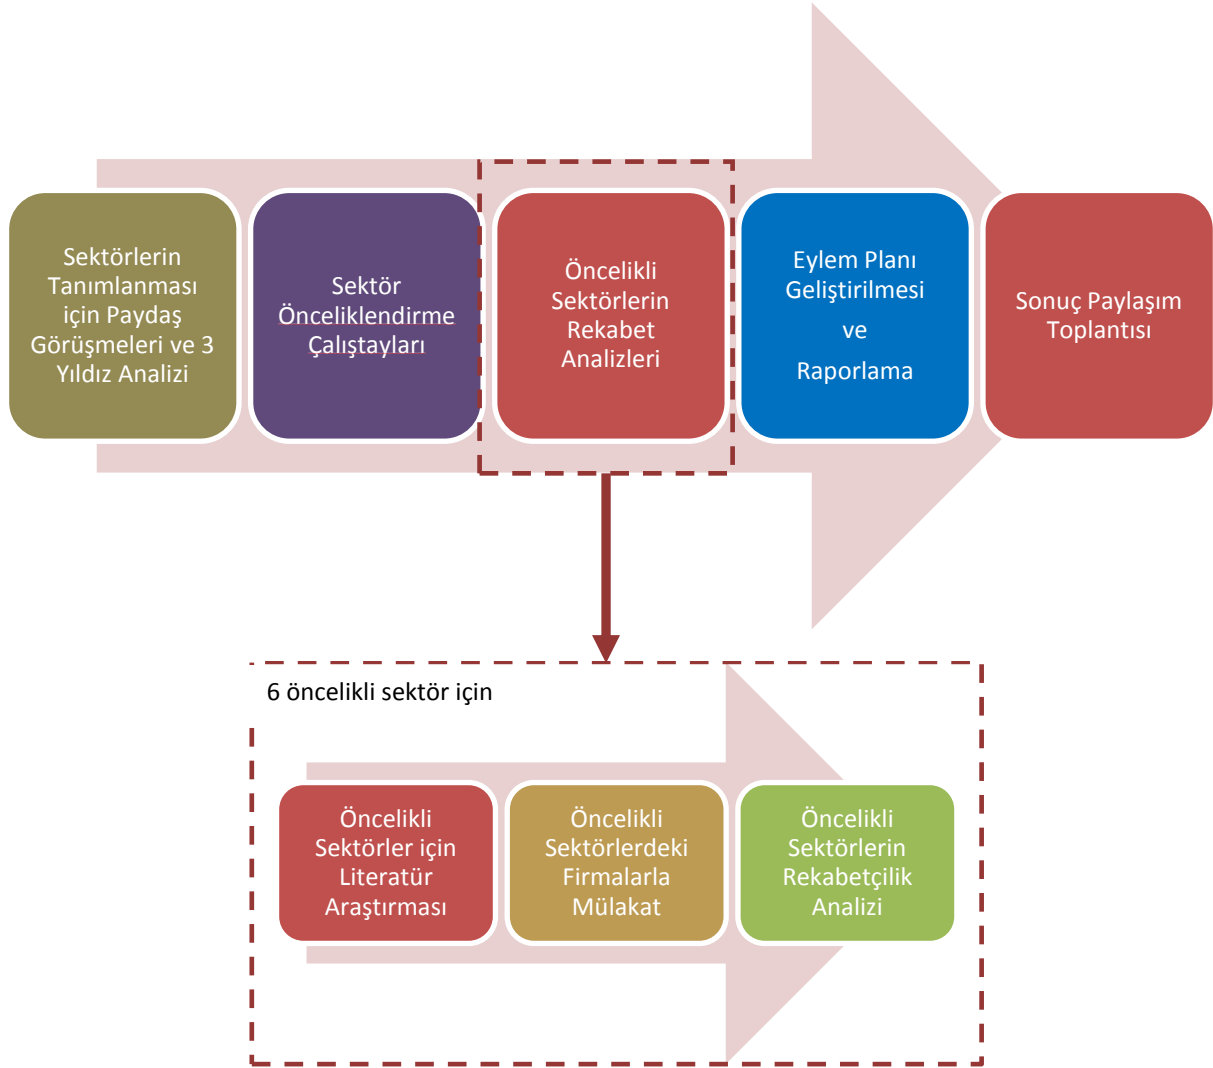 Sektörlerin
Tanımlanması
için Paydaş
Görüşmeleri ve 3
Yıldız Analizi
Sektör
Önceliklendirme
Çalıştayları
Öncelikli
Sektörlerin
Rekabet
Analizleri
Eylem Planı
Geliştirilmesi
ve
Raporlama
Sonuç Paylaşım
Toplantısı
6 öncelikli sektör için
Öncelikli
Sektörler için
Literatür
Araştırması
Öncelikli
Sektörlerdeki
Firmalarla
Mülakat
Öncelikli
Sektörlerin
Rekabetçilik
Analizi